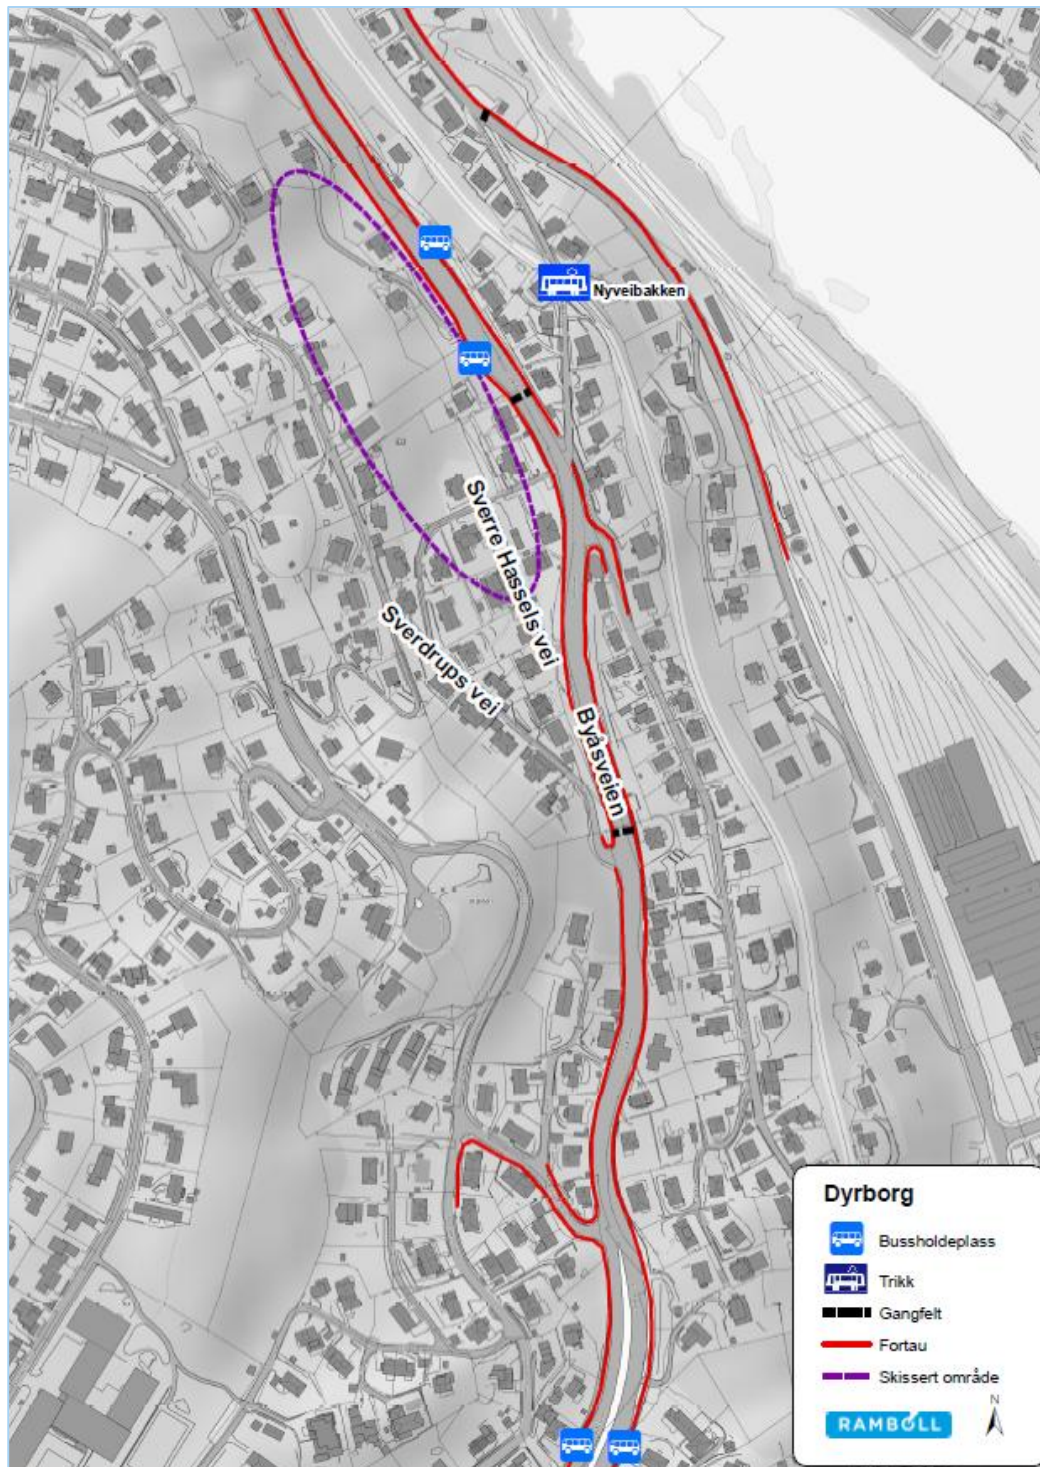 Nyveibakken
Sverre Hassels vei
Sverdrups vei
Byåsveien
Dyrborg
Bussholdeplass
Trikk
Gangfelt
Fortau
Skissert område
N
RAMBOLL